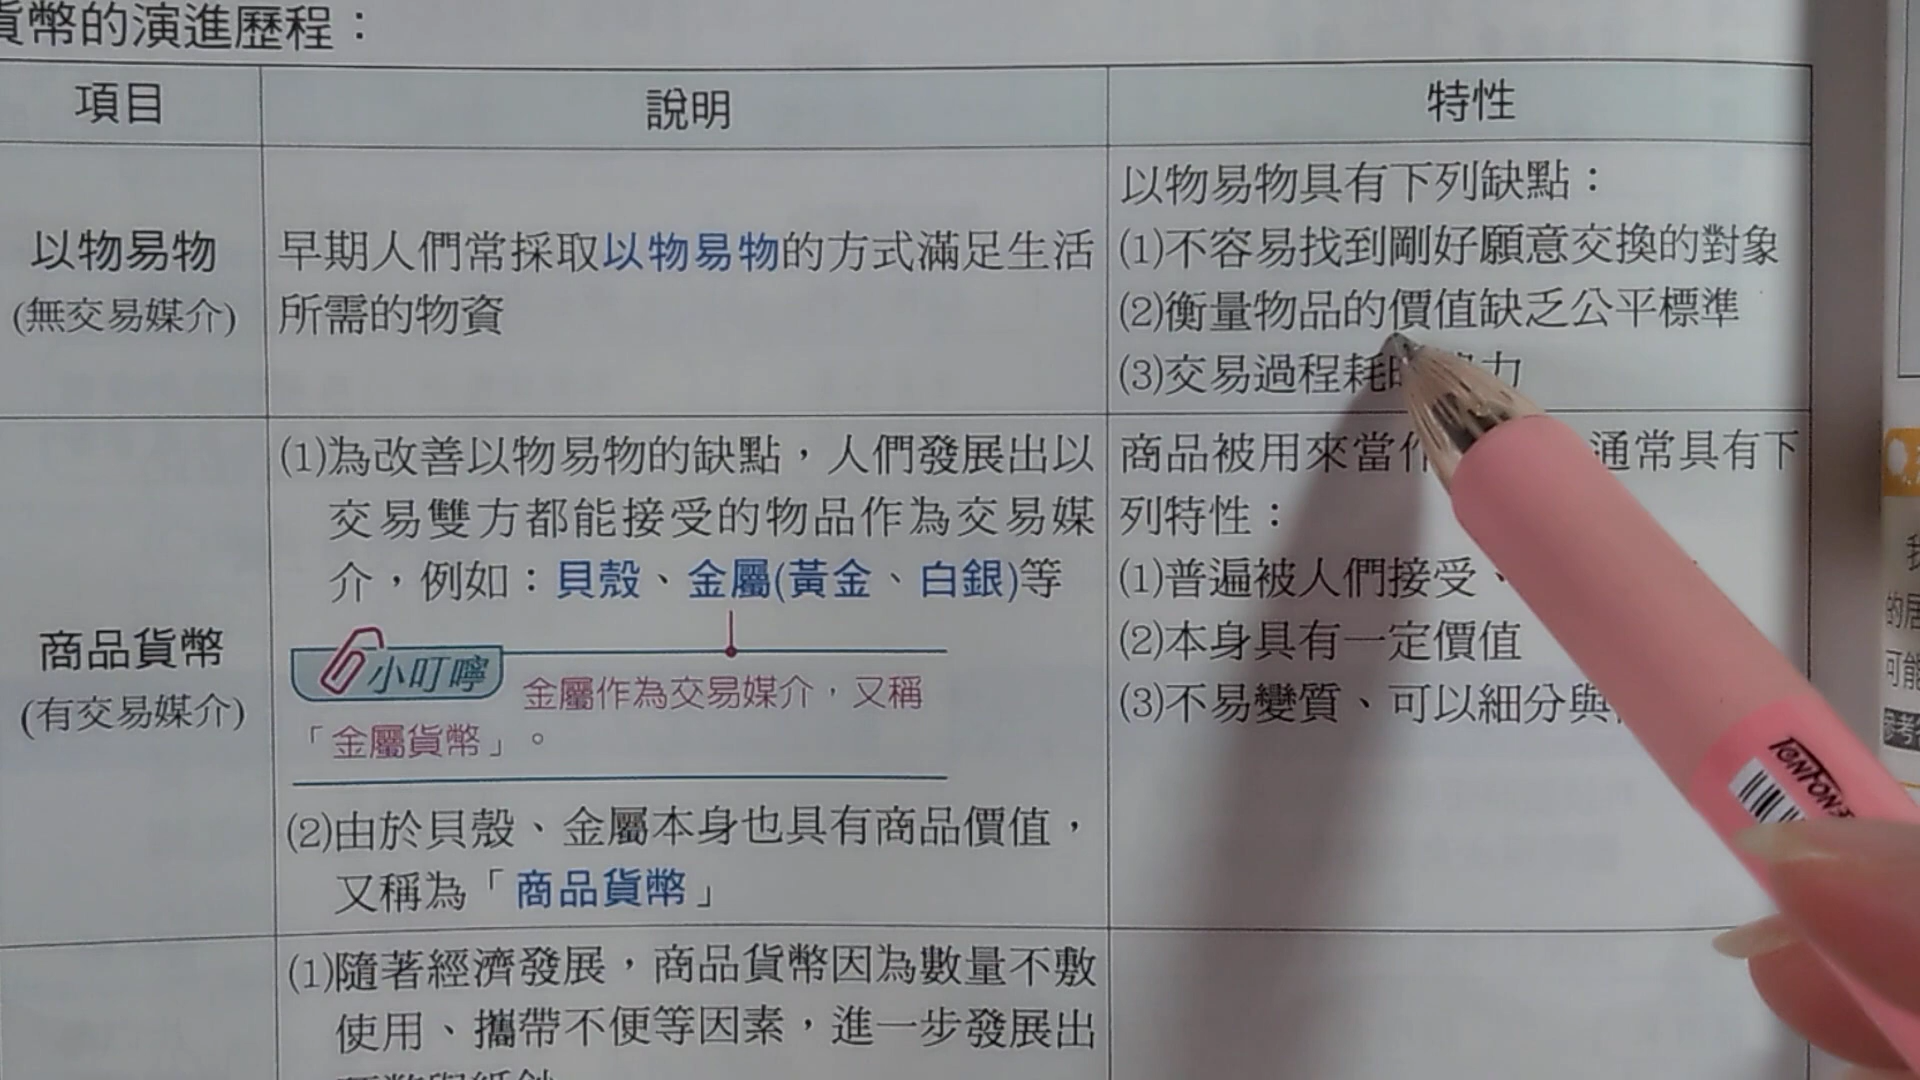 幣的演進歷程：
項目
說明
特性
以物易物
(無交易媒介)
早期人們常採取以物易物的方式滿足生活
所需的物資
以物易物具有下列缺點：
(1)不容易找到剛好願意交換的對象
(2)衡量物品的價值缺乏公平標準
(3)交易過程耗 力
商品貨幣
(有交易媒介)
(1)為改善以物易物的缺點，人們發展出以
交易雙方都能接受的物品作為交易媒
介，例如：貝殼、金屬(黃金、白銀)等
小叮嚀
金屬作為交易媒介，又稱
「金屬貨幣」。
(2)由於貝殼、金屬本身也具有商品價值，
又稱為「商品貨幣」
商品被用來當 通常具有下
列特性：
(1)普遍被人們接受、
(2)本身具有一定價值
(3)不易變質、可以細分與
(1)隨著經濟發展，商品貨幣因為數量不敷
使用、攜帶不便等因素，進一步發展出
的居
可能